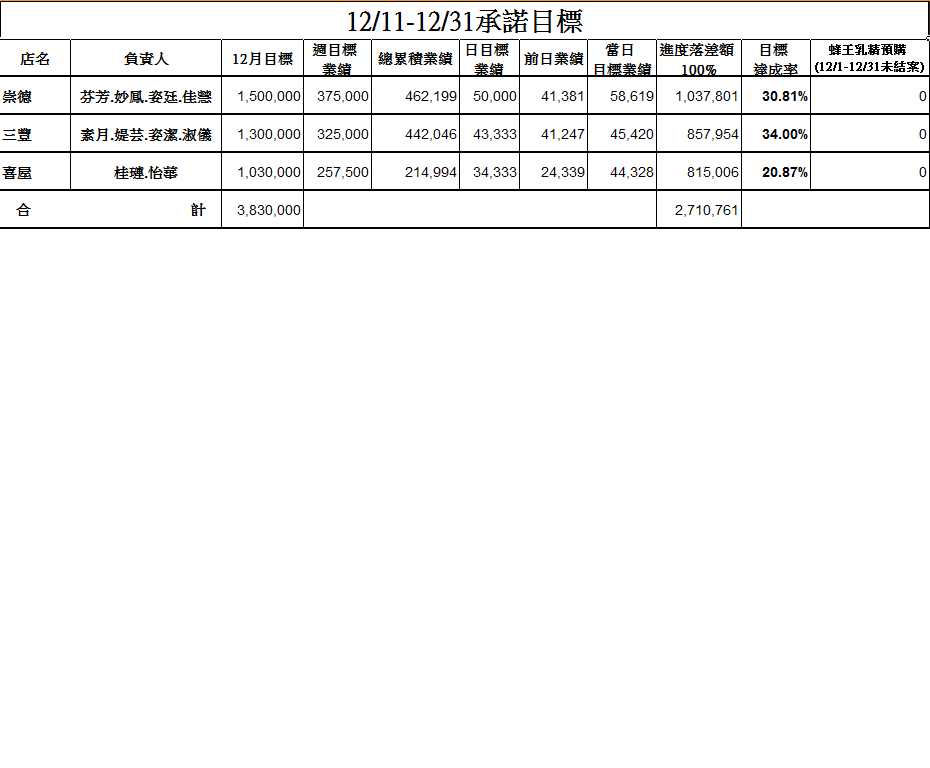 12/11-12/31承諾目標
店名 負責人 12月目標 週目標業績 總累積業績 日目標業績 前日業績 當日目標業績 進度落差額100% 目標達成率 蜂王乳精預購(12/1-12/31未結案)
崇德 芬芳.妙鳳.姿廷.佳慧 1,500,000 375,000 462,199 50,000 41,381 58,619 1,037,801 30.81% 0
三豐 素月.媞芸.姿潔.淑儀 1,300,000 325,000 442,046 43,333 41,247 45,420 857,954 34.00% 0
喜屋 桂璉.怡華 1,030,000 257,500 214,994 34,333 24,339 44,328 815,006 20.87% 0
合 計 3,830,000 2,710,761